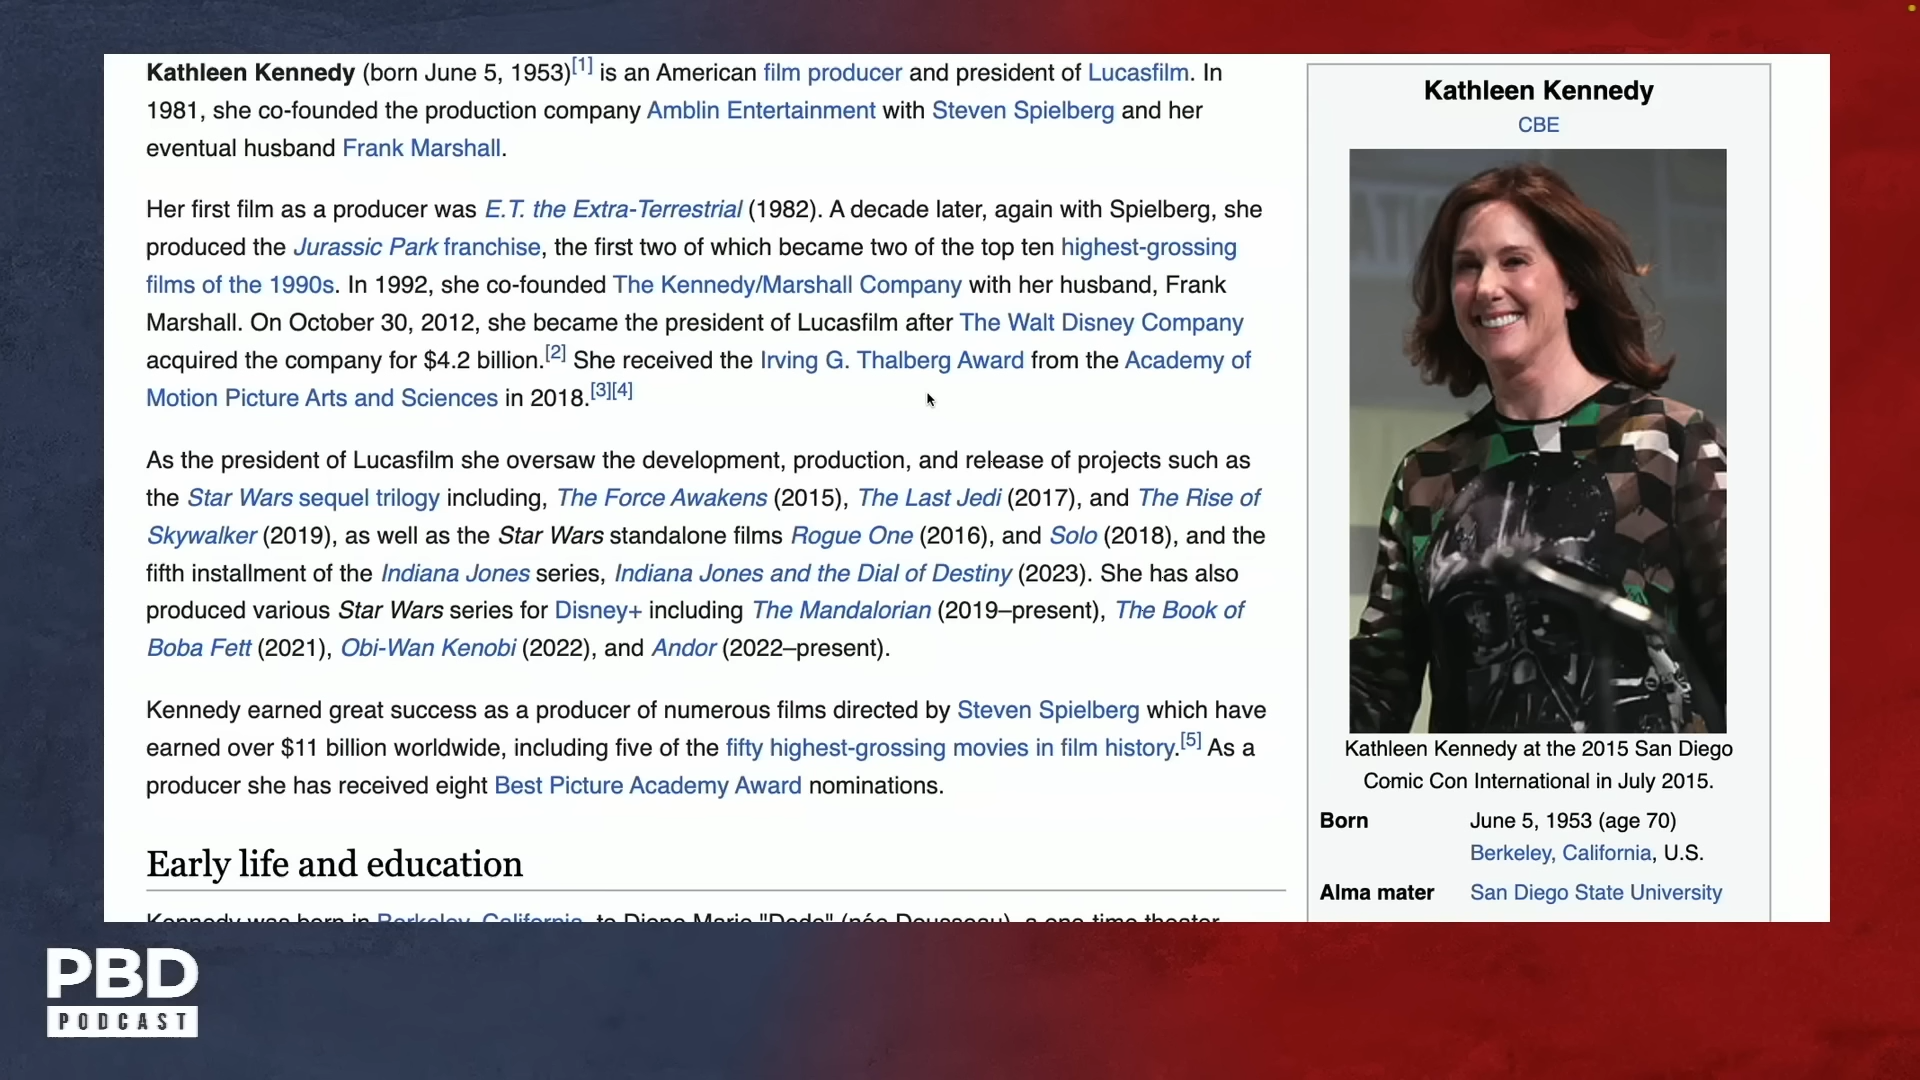 Kathleen Kennedy (born June 5, 1953)[1] is an American film producer and president of Lucasfilm. In
1981, she co-founded the production company Amblin Entertainment with Steven Spielberg and her
eventual husband Frank Marshall.
Her first film as a producer was E.T. the Extra-Terrestrial (1982). A decade later, again with Spielberg, she
produced the Jurassic Park franchise, the first two of which became two of the top ten highest-grossing
films of the 1990s. In 1992, she co-founded The Kennedy/Marshall Company with her husband, Frank
Marshall. On October 30, 2012, she became the president of Lucasfilm after The Walt Disney Company
acquired the company for $4.2 billion.[2] She received the Irving G. Thalberg Award from the Academy of
Motion Picture Arts and Sciences in 2018.[3][4]
As the president of Lucasfilm she oversaw the development, production, and release of projects such as
the Star Wars sequel trilogy including, The Force Awakens (2015), The Last Jedi (2017), and The Rise of
Skywalker (2019), as well as the Star Wars standalone films Rogue One (2016), and Solo (2018), and the
fifth installment of the Indiana Jones series, Indiana Jones and the Dial of Destiny (2023). She has also
produced various Star Wars series for Disney+ including The Mandalorian (2019–present), The Book of
Boba Fett (2021), Obi-Wan Kenobi (2022), and Andor (2022–present).
Kennedy earned great success as a producer of numerous films directed by Steven Spielberg which have
earned over $11 billion worldwide, including five of the fifty highest-grossing movies in film history.[5] As a
producer she has received eight Best Picture Academy Award nominations.
Early life and education
Kennedy was born in Berkeley, California, to Dione Marie "Dede" (née Dousseau), a one-time theater
Kathleen Kennedy
CBE
Kathleen Kennedy at the 2015 San Diego
Comic Con International in July 2015.
Born June 5, 1953 (age 70)
Berkeley, California, U.S.
Alma mater San Diego State University
PBD
PODCAST